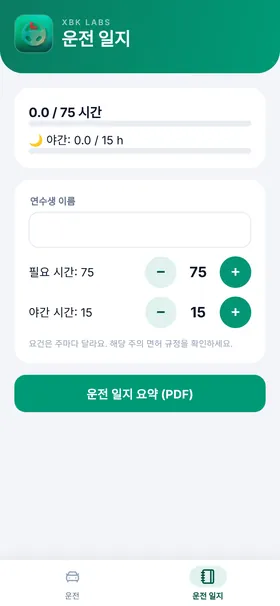 XBK LABS
운전 일지
0.0 / 75 시간
🌙 야간: 0.0 / 15 h
연수생 이름
필요 시간: 75
− 75 +
야간 시간: 15
− 15 +
요건은 주마다 달라요. 해당 주의 면허 규정을 확인하세요.
운전 일지 요약 (PDF)
운전
운전 일지